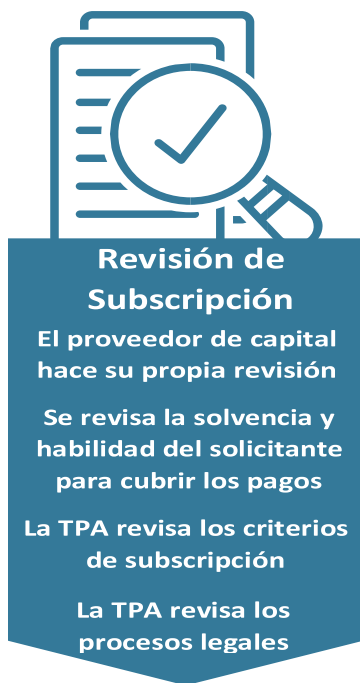 Revisión de
Subscripción
El proveedor de capital
hace su propia revisión
Se revisa la solvencia y
habilidad del solicitante
para cubrir los pagos
La TPA revisa los criterios
de subscripción
La TPA revisa los
procesos legales